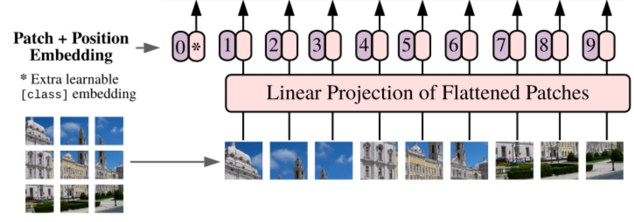 Patch + Position
Embedding
0 * 1 2 3 4 5 6 7 8 9
* Extra learnable
[class] embedding
Linear Projection of Flattened Patches